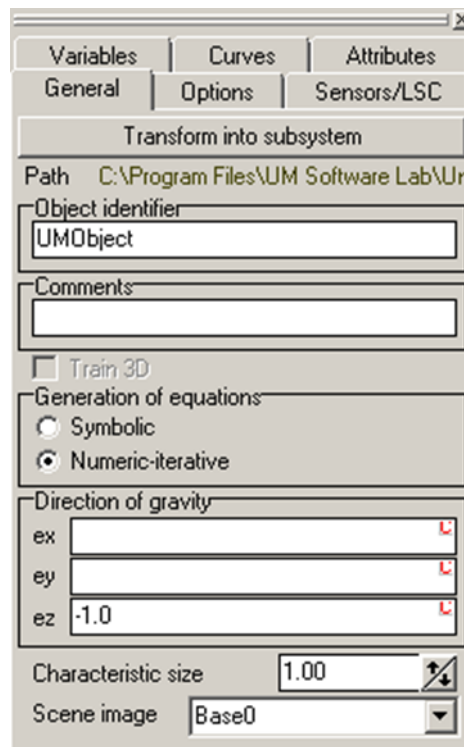 Variables Curves Attributes
General Options Sensors/LSC
Transform into subsystem
Path C:\Program Files\UM Software Lab\Ur
Object identifier
UMObject
Comments
Train 3D
Generation of equations
Symbolic
Numeric-iterative
Direction of gravity
ex
ey
ez -1.0
Characteristic size 1.00
Scene image Base0